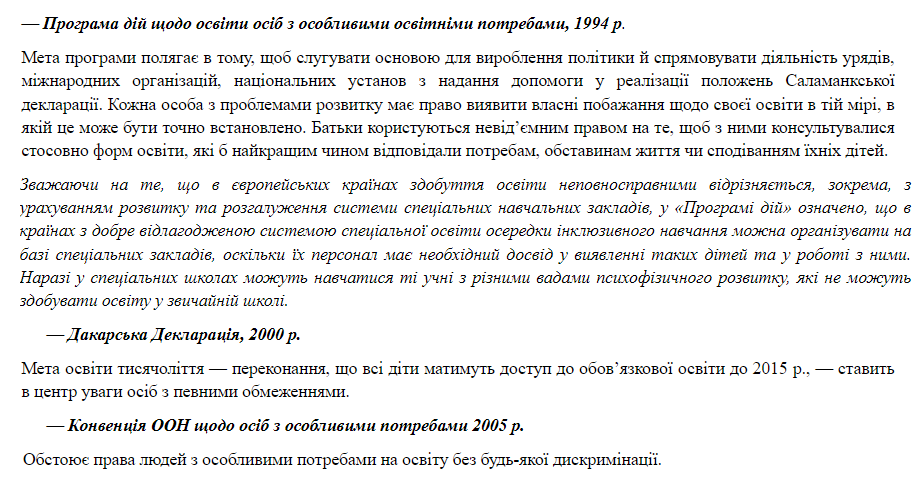 — Програма дій щодо освіти осіб з особливими освітніми потребами, 1994 р.
Мета програми полягає в тому, щоб слугувати основою для вироблення політики й спрямовувати діяльність урядів,
міжнародних організацій, національних установ з надання допомоги у реалізації положень Саламанкської
декларації. Кожна особа з проблемами розвитку має право виявити власні побажання щодо своєї освіти в тій мірі, в
якій це може бути точно встановлено. Батьки користуються невід’ємним правом на те, щоб з ними консультувалися
стосовно форм освіти, які б найкращим чином відповідали потребам, обставинам життя чи сподіванням їхніх дітей.
Зважаючи на те, що в європейських країнах здобуття освіти неповносправними відрізняється, зокрема, з
урахуванням розвитку та розгалуження системи спеціальних навчальних закладів, у «Програмі дій» означено, що в
країнах з добре відлагодженою системою спеціальної освіти осередки інклюзивного навчання можна організувати на
базі спеціальних закладів, оскільки їх персонал має необхідний досвід у виявленні таких дітей та у роботі з ними.
Наразі у спеціальних школах можуть навчатися ті учні з різними вадами психофізичного розвитку, які не можуть
здобувати освіту у звичайній школі.
— Дакарська Декларація, 2000 р.
Мета освіти тисячоліття — переконання, що всі діти матимуть доступ до обов’язкової освіти до 2015 р., — ставить
в центр уваги осіб з певними обмеженнями.
— Конвенція ООН щодо осіб з особливими потребами 2005 р.
Обстоює права людей з особливими потребами на освіту без будь-якої дискримінації.